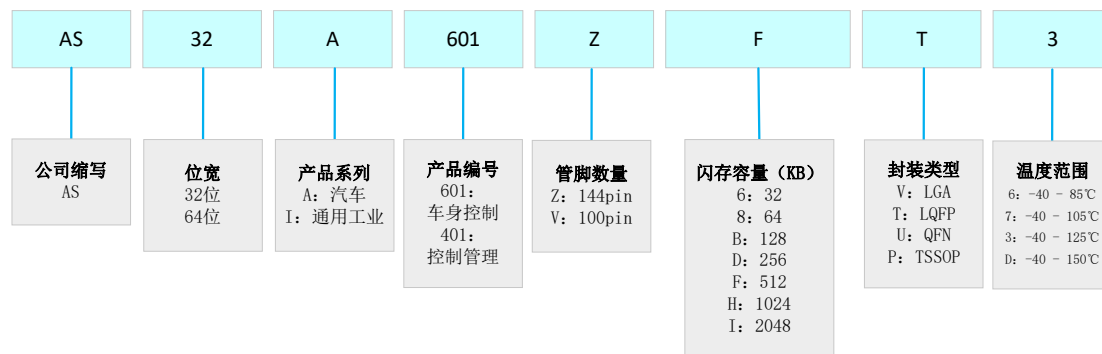 AS
32
A
601
Z
F
T
3
公司缩写
AS
位宽
32位
64位
产品系列
A：汽车
I：通用工业
产品编号
601：
车身控制
401：
控制管理
管脚数量
Z：144pin
V：100pin
闪存容量（KB）
6：32
8：64
B：128
D：256
F：512
H：1024
I：2048
封装类型
V：LGA
T：LQFP
U：QFN
P：TSSOP
温度范围
6：-40 - 85℃
7：-40 - 105℃
3：-40 - 125℃
D：-40 - 150℃